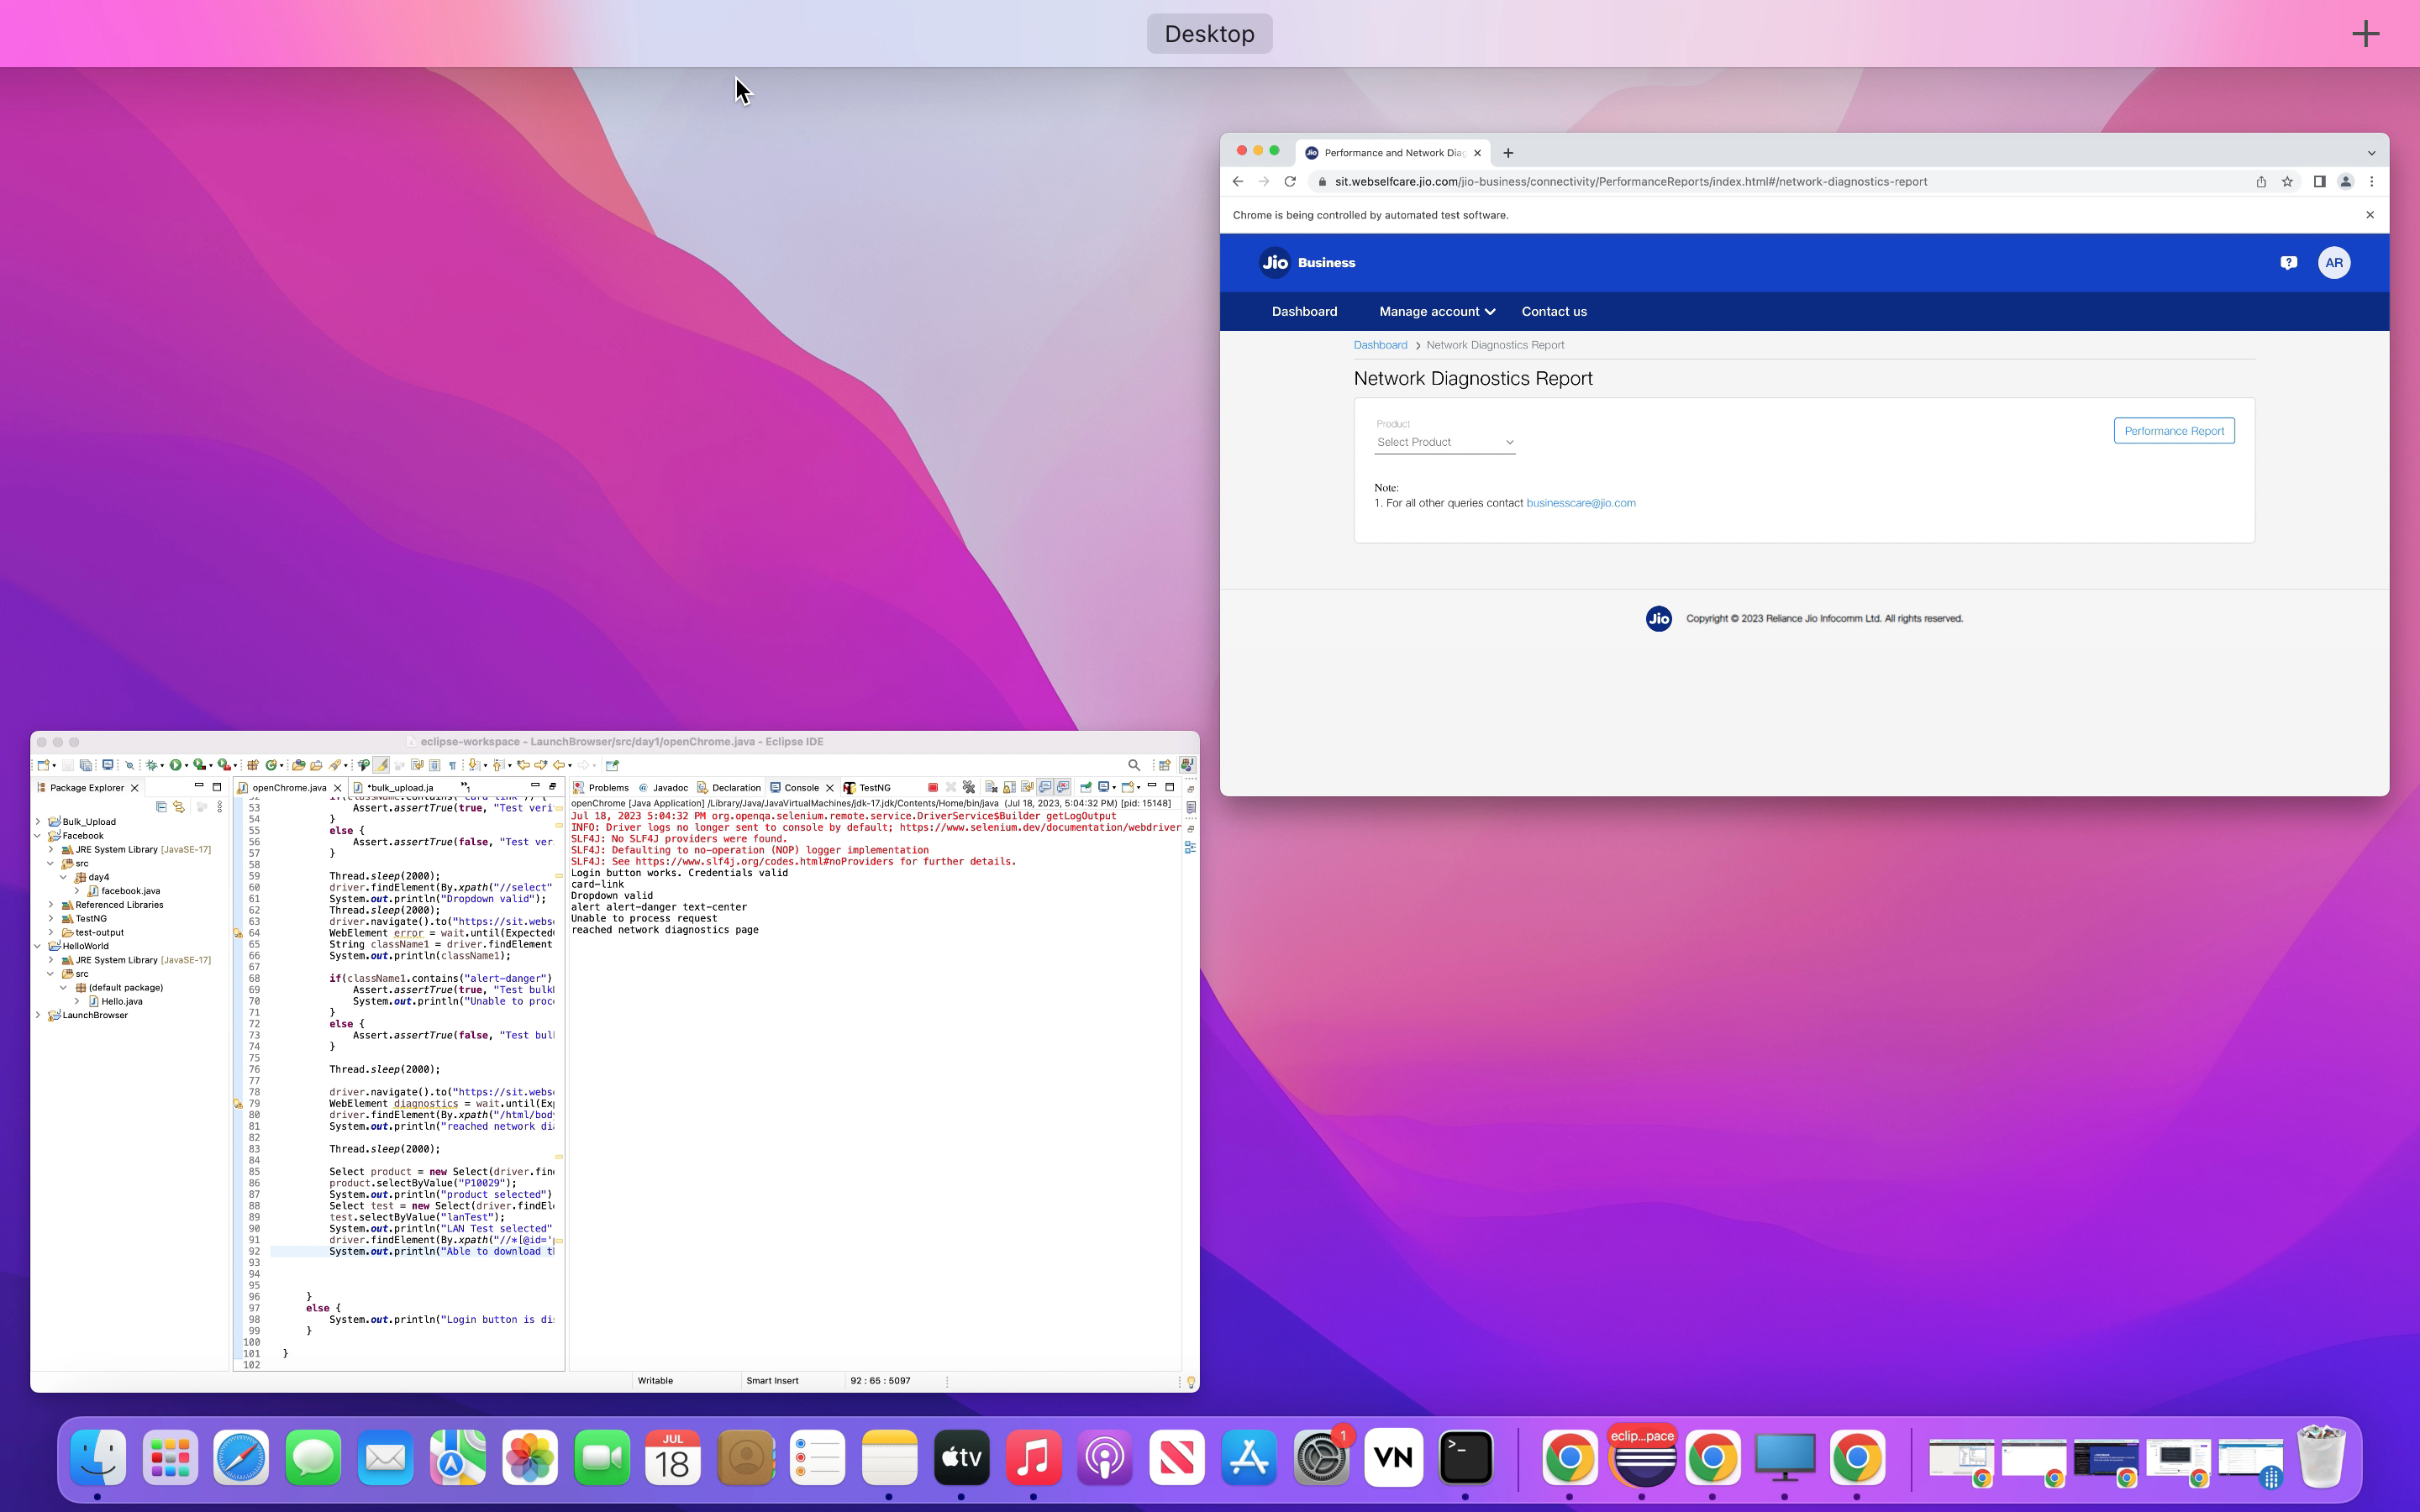 Desktop
Performance and Network Dia
sit.webselfcare.jio.com/jio-business/connectivity/PerformanceReports/index.html#/network-diagnostics-report
Chrome is being controlled by automated test software.
Jio Business
AR
Dashboard Manage account Contact us
Dashboard > Network Diagnostics Report
Network Diagnostics Report
Product
Select Product
Performance Report
Note:
1. For all other queries contact businesscare@jio.com
Jio Copyright © 2023 Reliance Jio Infocomm Ltd. All rights reserved.
eclipse-workspace - LaunchBrowser/src/day1/openChrome.java - Eclipse IDE
Package Explorer
Bulk_Upload
Facebook
JRE System Library [JavaSE-17]
src
day4
facebook.java
Referenced Libraries
TestNG
test-output
HelloWorld
JRE System Library [JavaSE-17]
src
(default package)
Hello.java
LaunchBrowser
openChrome.java *bulk_upload.ja
53 Assert.assertTrue(true, "Test veri
54 }
55 else {
56 Assert.assertTrue(false, "Test ver
57 }
58
59 Thread.sleep(2000);
60 driver.findElement(By.xpath("//select"
61 System.out.println("Dropdown valid");
62 Thread.sleep(2000);
63 driver.navigate().to("https://sit.webs
64 WebElement error = wait.until(Expected
65 String className1 = driver.findElement
66 System.out.println(className1);
67
68 if(className1.contains("alert-danger")
69 Assert.assertTrue(true, "Test bulk
70 System.out.println("Unable to proc
71 }
72 else {
73 Assert.assertTrue(false, "Test bul
74 }
75
76 Thread.sleep(2000);
77
78 driver.navigate().to("https://sit.webs
79 WebElement diagnostics = wait.until(Ex
80 driver.findElement(By.xpath("/html/bod
81 System.out.println("reached network di
82
83 Thread.sleep(2000);
84
85 Select product = new Select(driver.fin
86 product.selectByValue("P10029");
87 System.out.println("product selected")
88 Select test = new Select(driver.findEl
89 test.selectByValue("lanTest");
90 System.out.println("LAN Test selected"
91 driver.findElement(By.xpath("//*[@id='
92 System.out.println("Able to download t
93
94
95
96 }
97 else {
98 System.out.println("Login button is di
99 }
100
101 }
102
Problems Javadoc Declaration Console TestNG
openChrome [Java Application] /Library/Java/JavaVirtualMachines/jdk-17.jdk/Contents/Home/bin/java (Jul 18, 2023, 5:04:32 PM) [pid: 15148]
Jul 18, 2023 5:04:32 PM org.openqa.selenium.remote.service.DriverService$Builder getLogOutput
INFO: Driver logs no longer sent to console by default; https://www.selenium.dev/documentation/webdriver
SLF4J: No SLF4J providers were found.
SLF4J: Defaulting to no-operation (NOP) logger implementation
SLF4J: See https://www.slf4j.org/codes.html#noProviders for further details.
Login button works. Credentials valid
card-link
Dropdown valid
alert alert-danger text-center
Unable to process request
reached network diagnostics page
Writable Smart Insert 92 : 65 : 5097
JUL
18
tv
1
VN
>_
eclip...pace